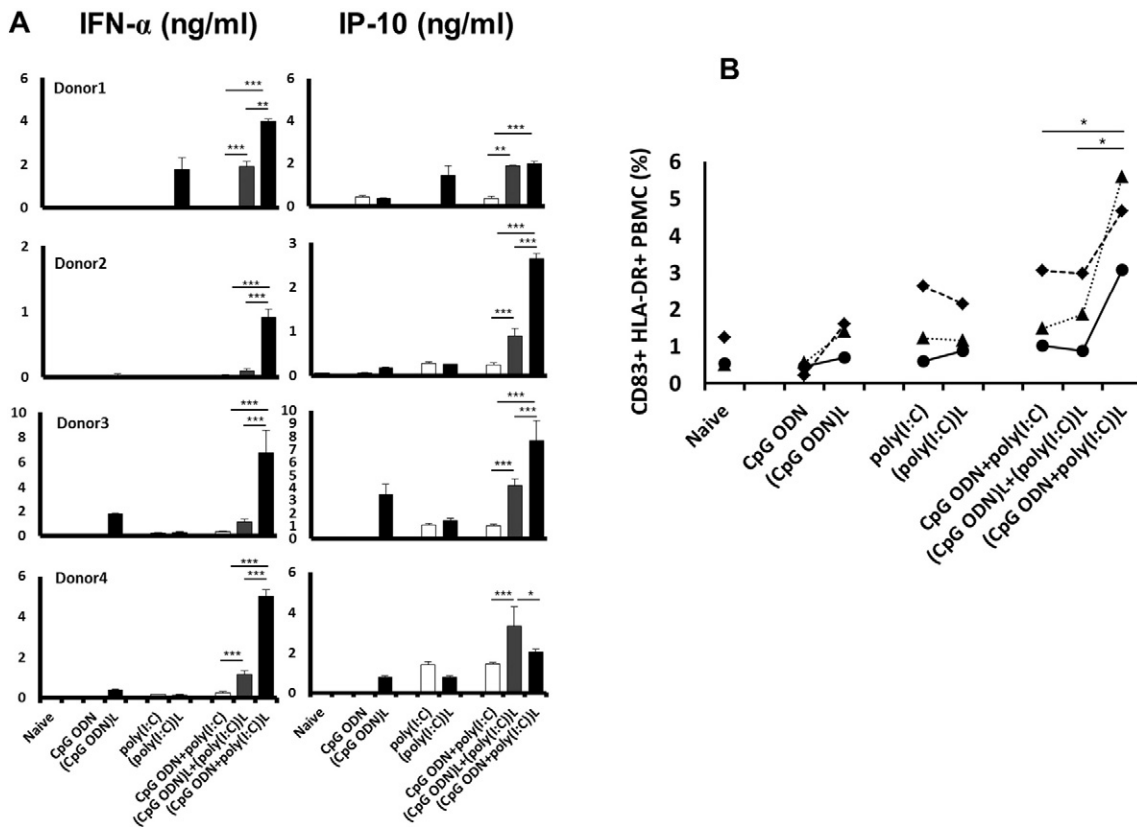 A
IFN-α (ng/ml)
IP-10 (ng/ml)
Donor1
6
4
2
0
***
**
***
6
4
2
0
***
**
Donor2
2
1
0
***
***
3
2
1
0
***
***
***
Donor3
10
8
6
4
2
0
***
***
10
9
8
7
6
5
4
3
2
1
0
***
***
***
Donor4
6
4
2
0
***
***
***
6
4
2
0
***
*
Naive
CpG ODN
(CpG ODN)L
poly(I:C)
(poly(I:C))L
CpG ODN+poly(I:C)
(CpG ODN)L+(poly(I:C))L
(CpG ODN+poly(I:C))L
Naive
CpG ODN
(CpG ODN)L
poly(I:C)
(poly(I:C))L
CpG ODN+poly(I:C)
(CpG ODN)L+(poly(I:C))L
(CpG ODN+poly(I:C))L
B
CD83+ HLA-DR+ PBMC (%)
6
5
4
3
2
1
0
*
*
Naive
CpG ODN
(CpG ODN)L
poly(I:C)
(poly(I:C))L
CpG ODN+poly(I:C)
(CpG ODN)L+(poly(I:C))L
(CpG ODN+poly(I:C))L